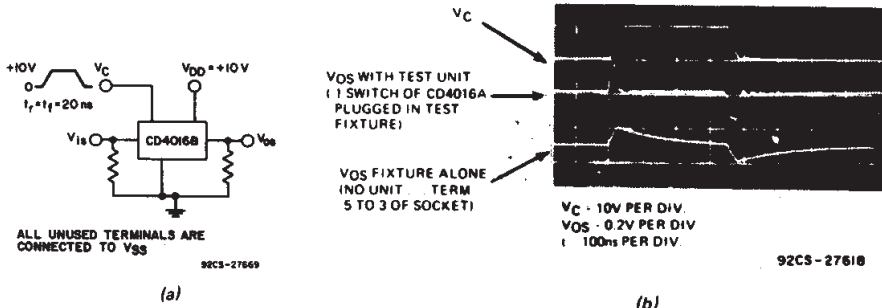 +10V
0
tr = tf = 20 ns
VC
VDD = +10V
Vis
CD4016B
Vos
ALL UNUSED TERMINALS ARE
CONNECTED TO VSS
92CS-27669
(a)
VC
VOS WITH TEST UNIT
(1 SWITCH OF CD4016A
PLUGGED IN TEST
FIXTURE)
VOS FIXTURE ALONE
(NO UNIT TERM
5 TO 3 OF SOCKET)
VC - 10V PER DIV.
VOS - 0.2V PER DIV
t 100ns PER DIV.
92CS-27618
(b)